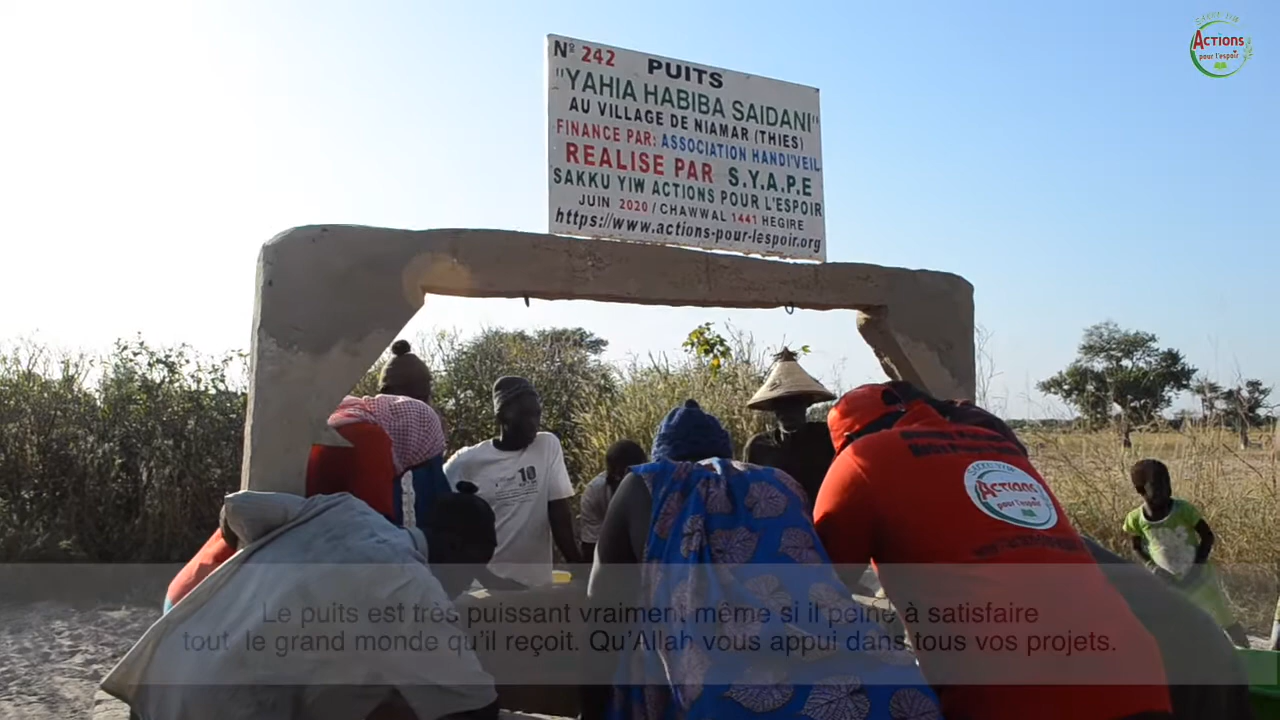 N° 242
PUITS
"YAHIA HABIBA SAIDANI"
AU VILLAGE DE NIAMAR (THIES)
FINANCE PAR: ASSOCIATION HANDI'VEIL
REALISE PAR S.Y.A.P.E
SAKKU YIW ACTIONS POUR L'ESPOIR
JUIN 2020 / CHAWWAL 1441 HEGIRE
https://www.actions-pour-lespoir.org
Actions
pour l'espoir
10
Actions
pour l'espoir
Le puits est très puissant vraiment même si il peine à satisfaire
tout le grand monde qu'il reçoit. Qu'Allah vous appui dans tous vos projets.